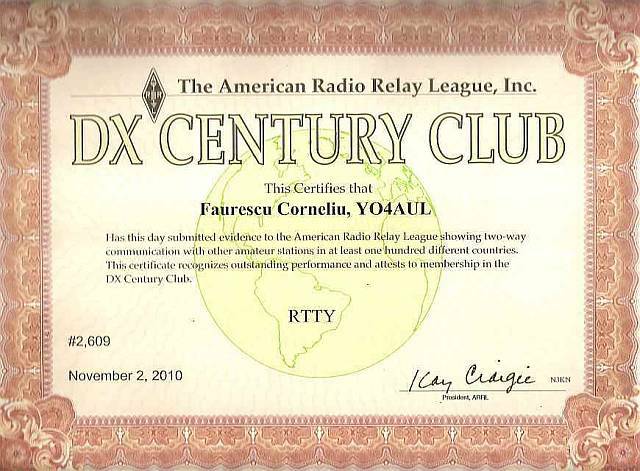 The American Radio Relay League, Inc.
DX CENTURY CLUB
This Certifies that
Faurescu Corneliu, YO4AUL
Has this day submitted evidence to the American Radio Relay League showing two-way
communication with other amateur stations in at least one hundred different countries.
This certificate recognizes outstanding performance and attests to membership in the
DX Century Club.
RTTY
#2,609
November 2, 2010
Kay Craigie N3KN
President, ARRL